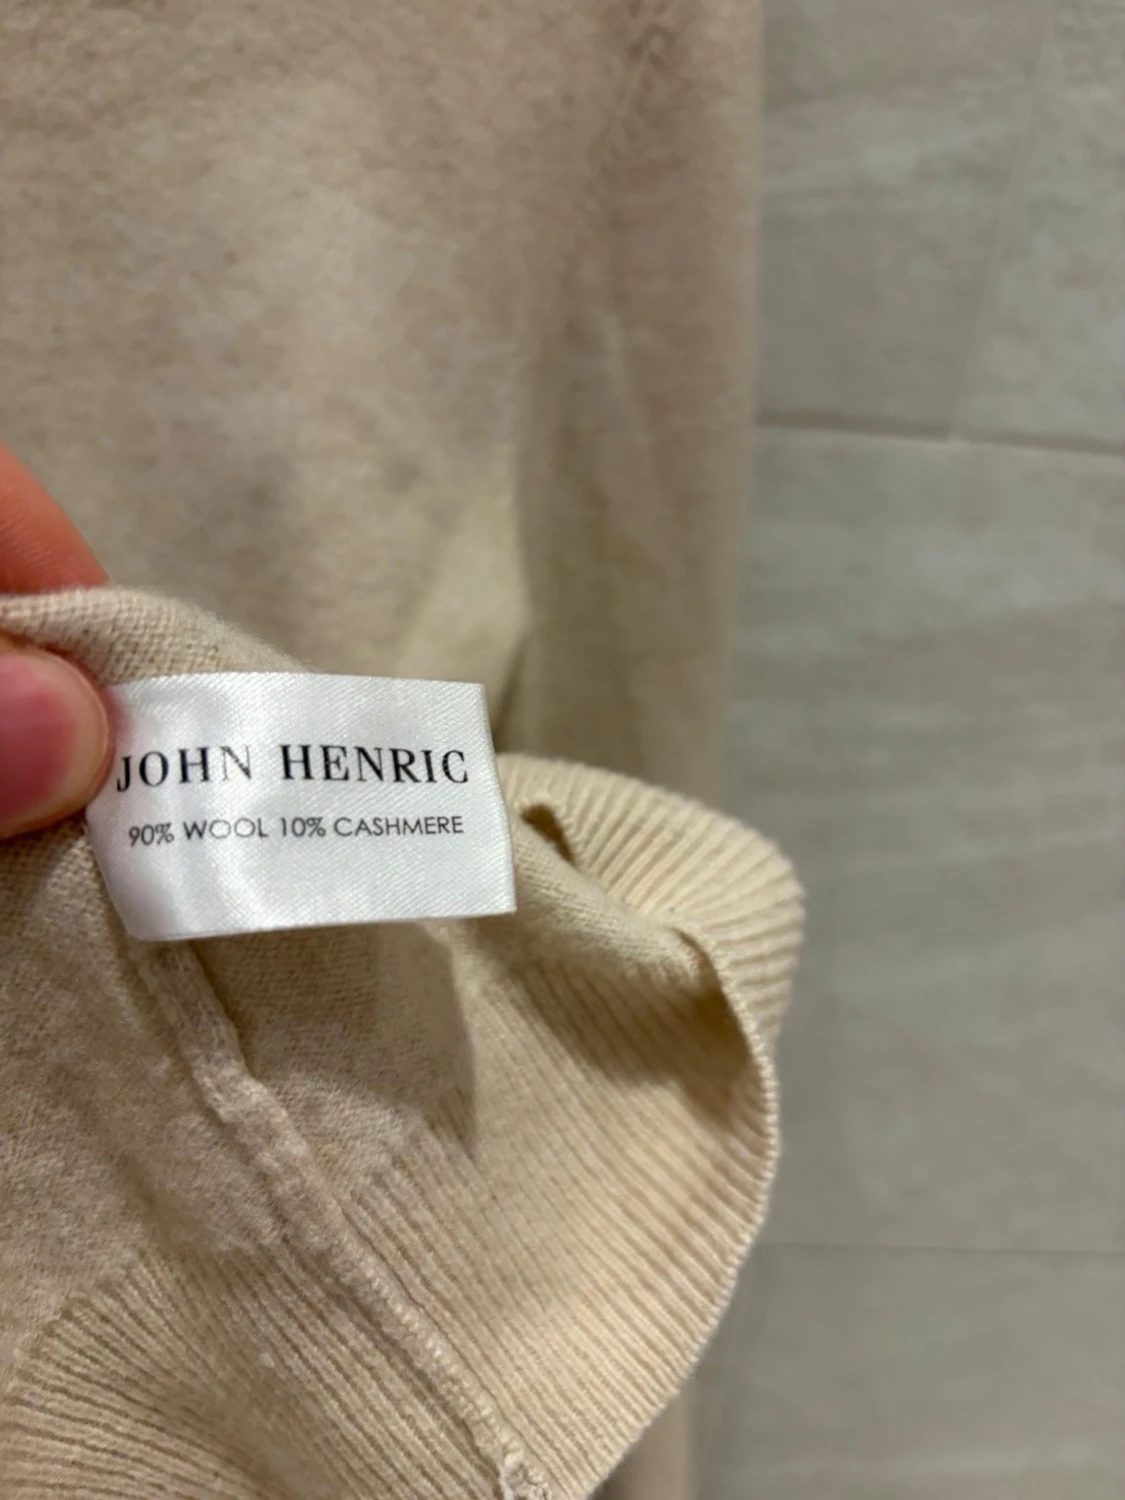 JOHN HENRIC
90% WOOL 10% CASHMERE